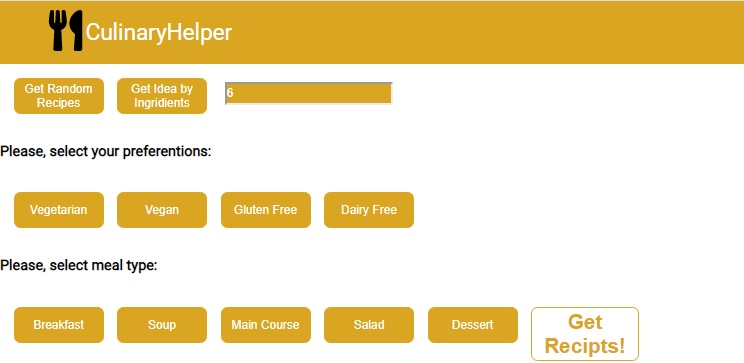 CulinaryHelper
Get Random
Recipes
Get Idea by
Ingridients
6
Please, select your preferentions:
Vegetarian
Vegan
Gluten Free
Dairy Free
Please, select meal type:
Breakfast
Soup
Main Course
Salad
Dessert
Get
Recipts!